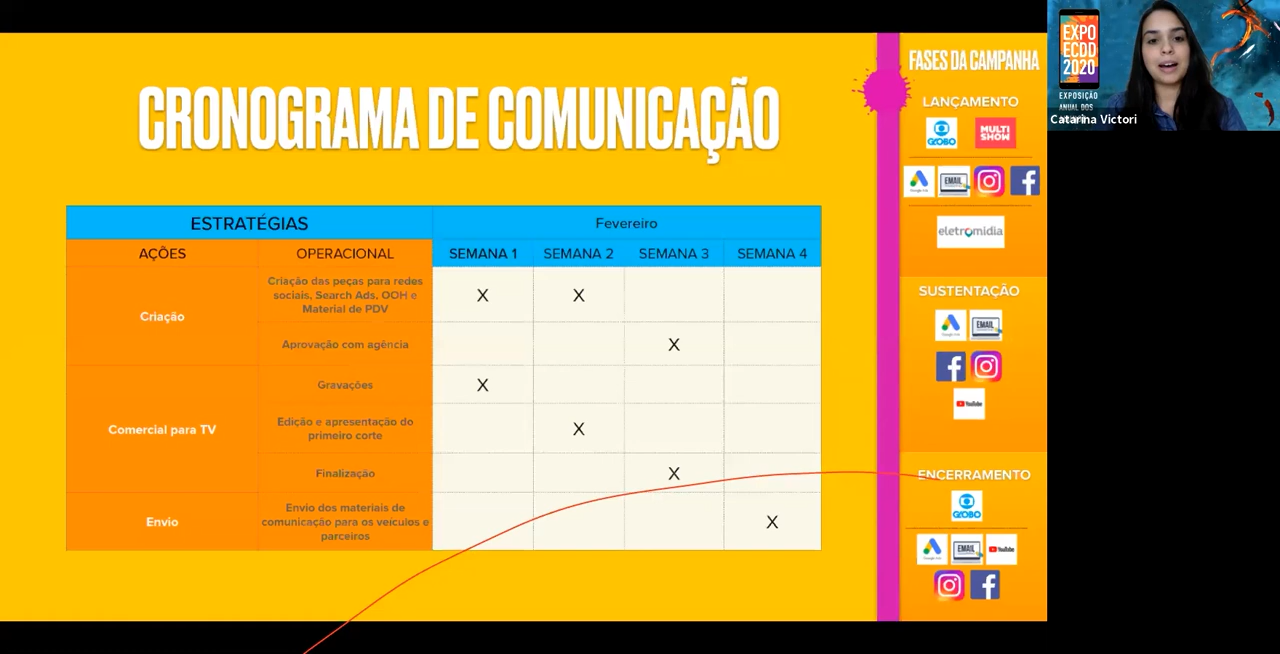 CRONOGRAMA DE COMUNICAÇÃO
ESTRATÉGIAS
Fevereiro
AÇÕES
OPERACIONAL
SEMANA 1
SEMANA 2
SEMANA 3
SEMANA 4
Criação
Criação das peças para redes
sociais, Search Ads, OOH e
Material de PDV
X
X
Aprovação com agência
X
Comercial para TV
Gravações
X
Edição e apresentação do
primeiro corte
X
Finalização
X
Envio
Envio dos materiais de
comunicação para os veículos e
parceiros
X
FASES DA CAMPANHA
LANÇAMENTO
GLOBO
MULTI
SHOW
EMAIL
eletromidia
SUSTENTAÇÃO
EMAIL
YouTube
ENCERRAMENTO
GLOBO
EMAIL
YouTube
EXPO
ECDD
2020
EXPOSIÇÃO
ANUAL DOS
Catarina Victori